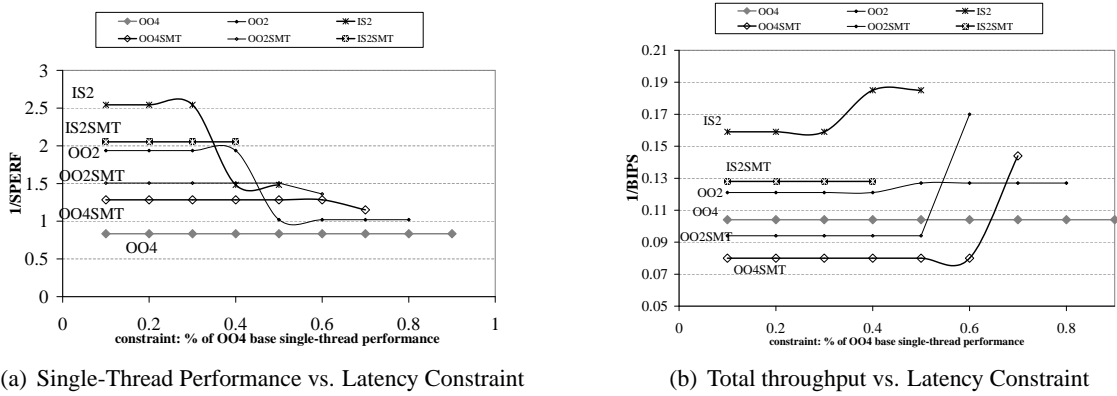 OO4 OO2 IS2
OO4SMT OO2SMT IS2SMT
3
2.5
2
1.5
1
0.5
0
IS2
IS2SMT
OO2
OO2SMT
OO4SMT
OO4
1/SPERF
0 0.2 0.4 0.6 0.8 1
constraint: % of OO4 base single-thread performance
(a) Single-Thread Performance vs. Latency Constraint
OO4 OO2 IS2
OO4SMT OO2SMT IS2SMT
0.21
0.19
0.17
0.15
0.13
0.11
0.09
0.07
0.05
IS2
IS2SMT
OO2
OO4
OO2SMT
OO4SMT
1/BIPS
0 0.2 0.4 0.6 0.8
constraint: % of OO4 base single-thread performance
(b) Total throughput vs. Latency Constraint